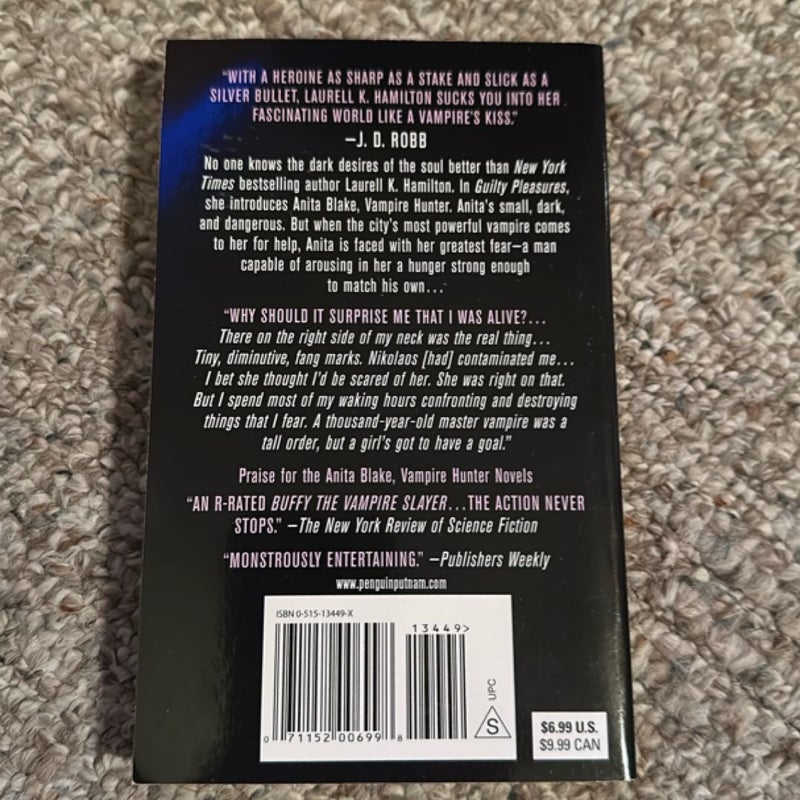 “WITH A HEROINE AS SHARP AS A STAKE AND SLICK AS A
SILVER BULLET, LAURELL K. HAMILTON SUCKS YOU INTO HER
FASCINATING WORLD LIKE A VAMPIRE’S KISS.”
—J. D. ROBB
No one knows the dark desires of the soul better than New York
Times bestselling author Laurell K. Hamilton. In Guilty Pleasures,
she introduces Anita Blake, Vampire Hunter. Anita’s small, dark,
and dangerous. But when the city’s most powerful vampire comes
to her for help, Anita is faced with her greatest fear—a man
capable of arousing in her a hunger strong enough
to match his own...
“WHY SHOULD IT SURPRISE ME THAT I WAS ALIVE?...
There on the right side of my neck was the real thing...
Tiny, diminutive, fang marks. Nikolaos [had] contaminated me...
I bet she thought I’d be scared of her. She was right on that.
But I spend most of my waking hours confronting and destroying
things that I fear. A thousand-year-old master vampire was a
tall order, but a girl’s got to have a goal.”
Praise for the Anita Blake, Vampire Hunter Novels
“AN R-RATED BUFFY THE VAMPIRE SLAYER...THE ACTION NEVER
STOPS.” —The New York Review of Science Fiction
“MONSTROUSLY ENTERTAINING.” —Publishers Weekly
www.penguinputnam.com
ISBN 0-515-13449-X
13449>
0 71152 00699 8
S
UPC
$6.99 U.S.
$9.99 CAN